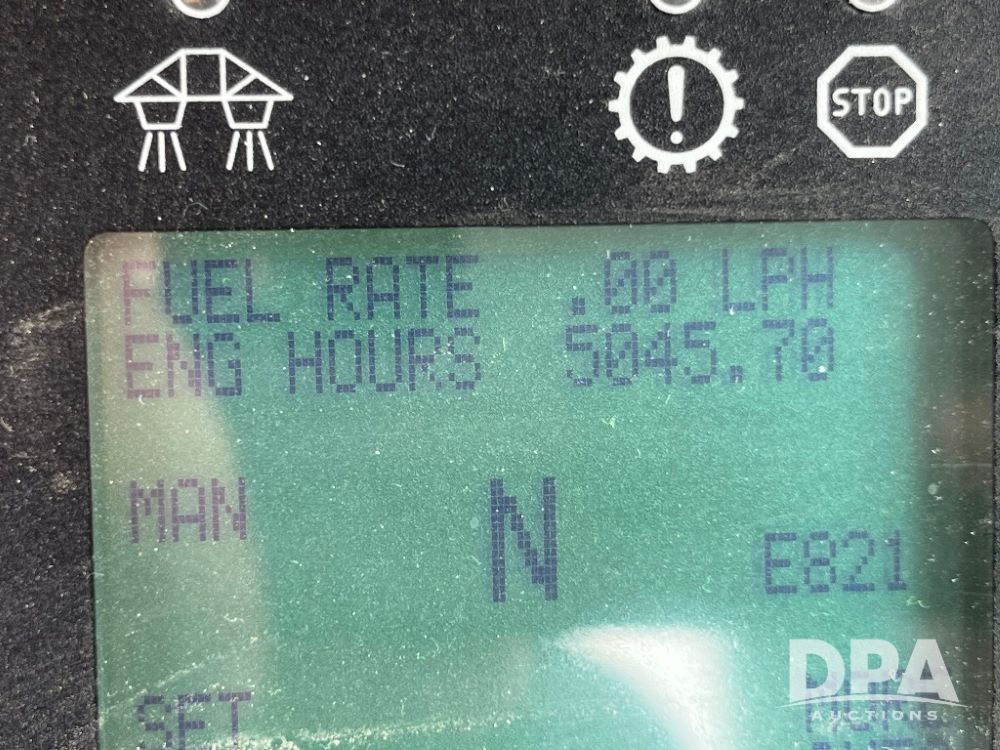 STOP
FUEL RATE .00 LPH
ENG HOURS 5045.70
MAN N E821
SET
DPA
AUCTIONS